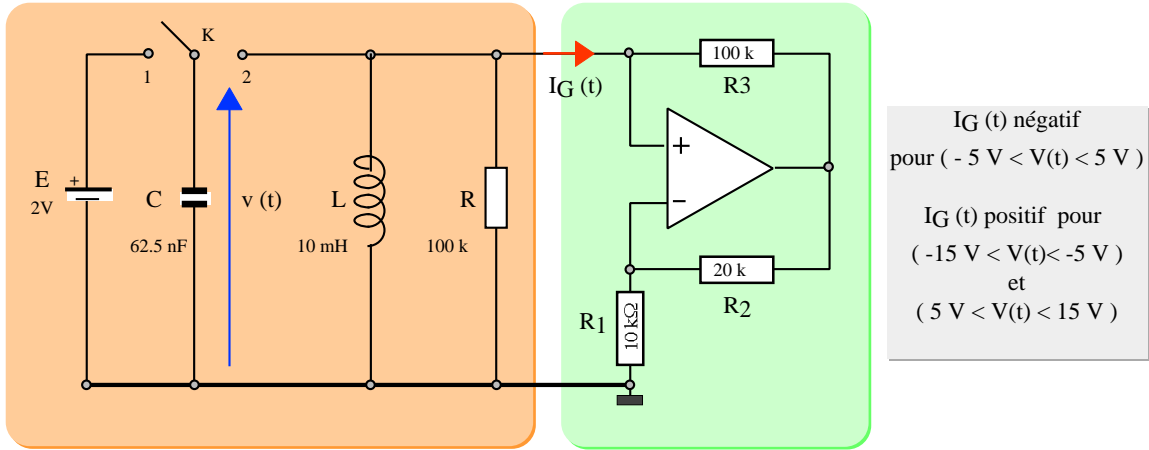 K
1
2
E
+
2V
C
62.5 nF
v (t)
L
10 mH
R
100 k
IG (t)
100 k
R3
+
−
20 k
R2
R1
10 kΩ
IG (t) négatif
pour ( - 5 V < V(t) < 5 V )
IG (t) positif pour
( -15 V < V(t)< -5 V )
et
( 5 V < V(t) < 15 V )